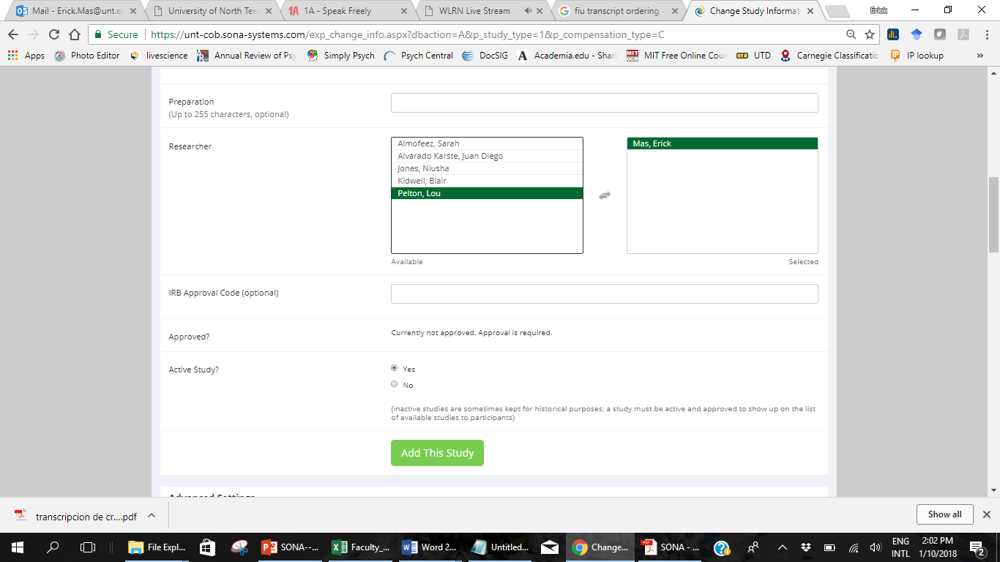 Mail - Erick.Mas@unt.e
University of North Tex
1A - Speak Freely
WLRN Live Stream
fiu transcript ordering -
Change Study Informat
Erick
Secure
https://unt-cob.sona-systems.com/exp_change_info.aspx?dbaction=A&p_study_type=1&p_compensation_type=C
Apps
Photo Editor
livescience
Annual Review of Psy
Simply Psych
Psych Central
DocSIG
Academia.edu - Share
MIT Free Online Cour
UTD
Carnegie Classificatio
IP lookup
»
Preparation
(Up to 255 characters, optional)
Researcher
Almofeez, Sarah
Alvarado Karste, Juan Diego
Jones, Niusha
Kidwell, Blair
Pelton, Lou
Mas, Erick
Available
Selected
IRB Approval Code (optional)
Approved?
Currently not approved. Approval is required.
Active Study?
Yes
No
(inactive studies are sometimes kept for historical purposes; a study must be active and approved to show up on the list
of available studies to participants)
Add This Study
Advanced Settings
transcripcion de cr....pdf
Show all
File Expl...
SONA--...
Faculty_...
Word 2...
Untitled...
Change...
SONA - ...
ENG
INTL
2:02 PM
1/10/2018
2